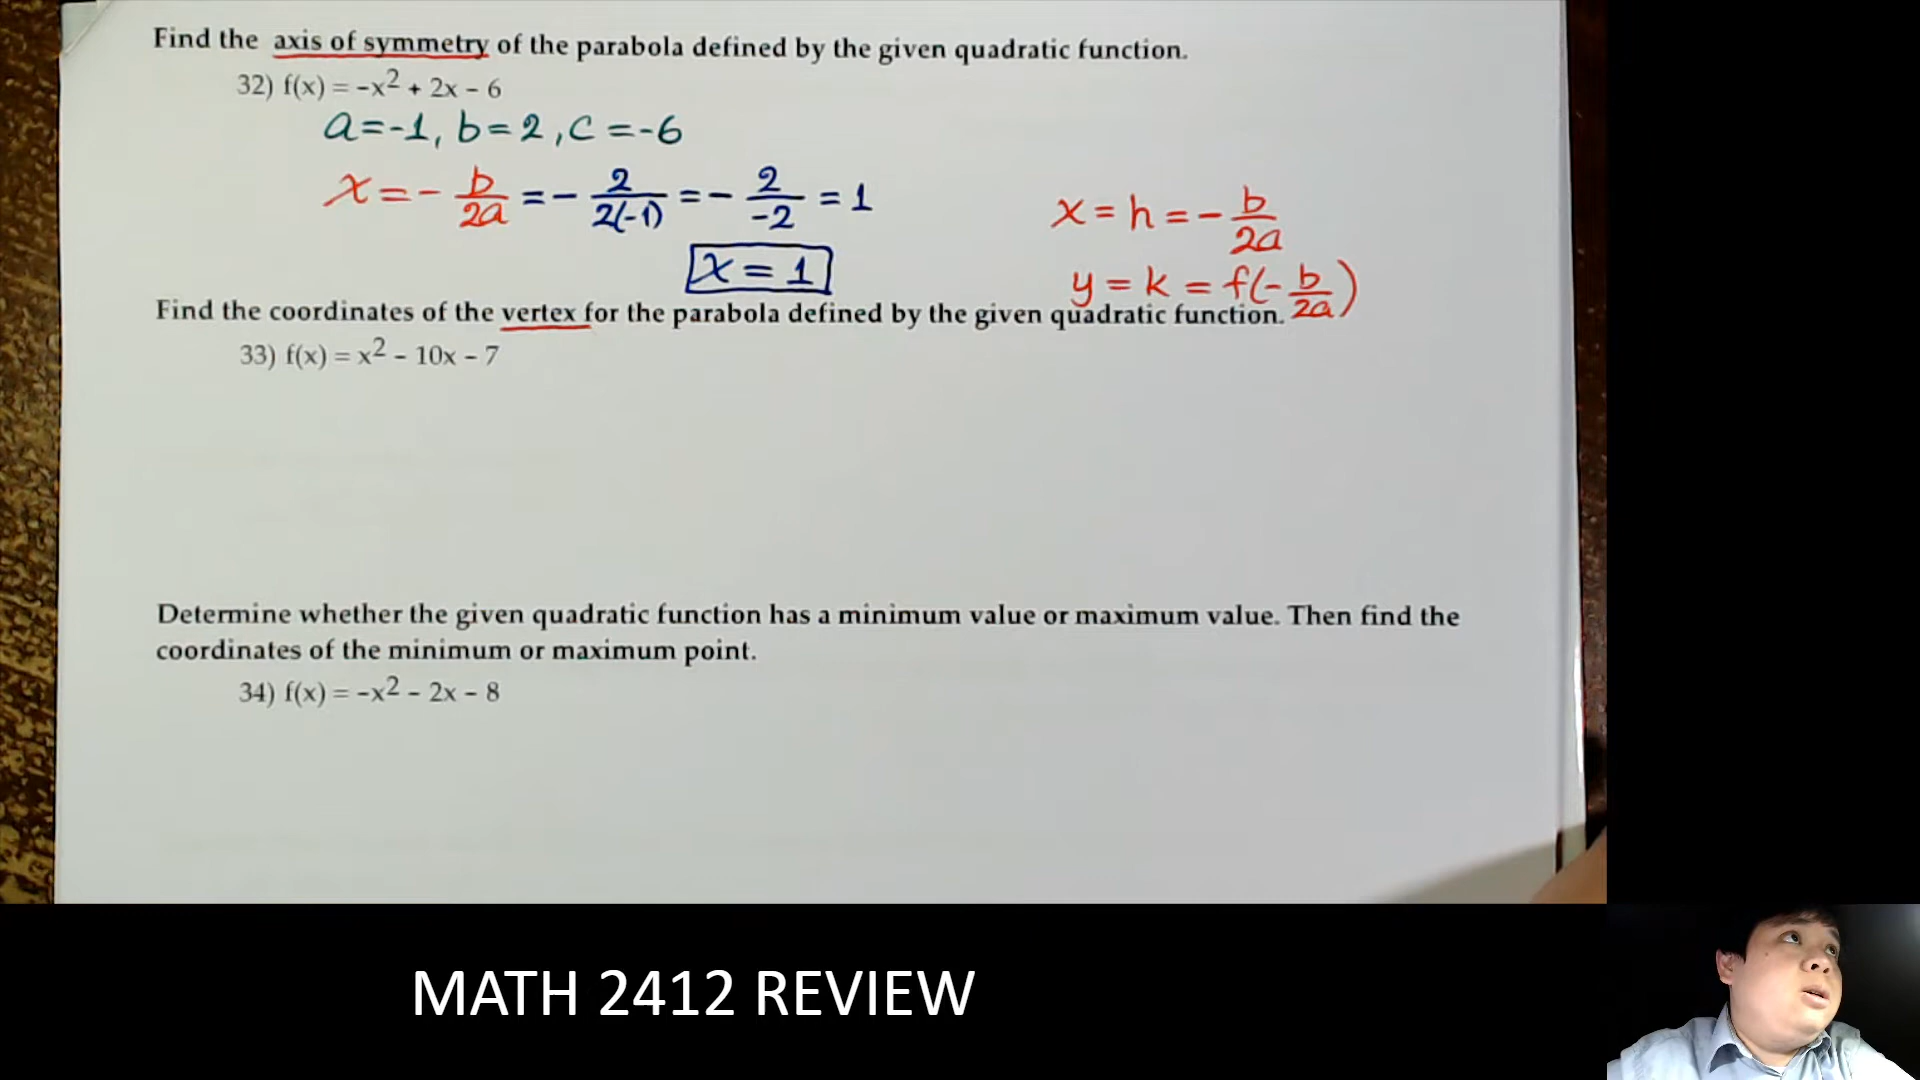 Find the axis of symmetry of the parabola defined by the given quadratic function.
32) f(x) = -x² + 2x - 6
a=-1, b=2, c=-6
x = - b/2a = - 2/2(-1) = - 2/-2 = 1
x = 1
x = h = - b/2a
y = k = f(- b/2a)
Find the coordinates of the vertex for the parabola defined by the given quadratic function.
33) f(x) = x² - 10x - 7
Determine whether the given quadratic function has a minimum value or maximum value. Then find the
coordinates of the minimum or maximum point.
34) f(x) = -x² - 2x - 8
MATH 2412 REVIEW